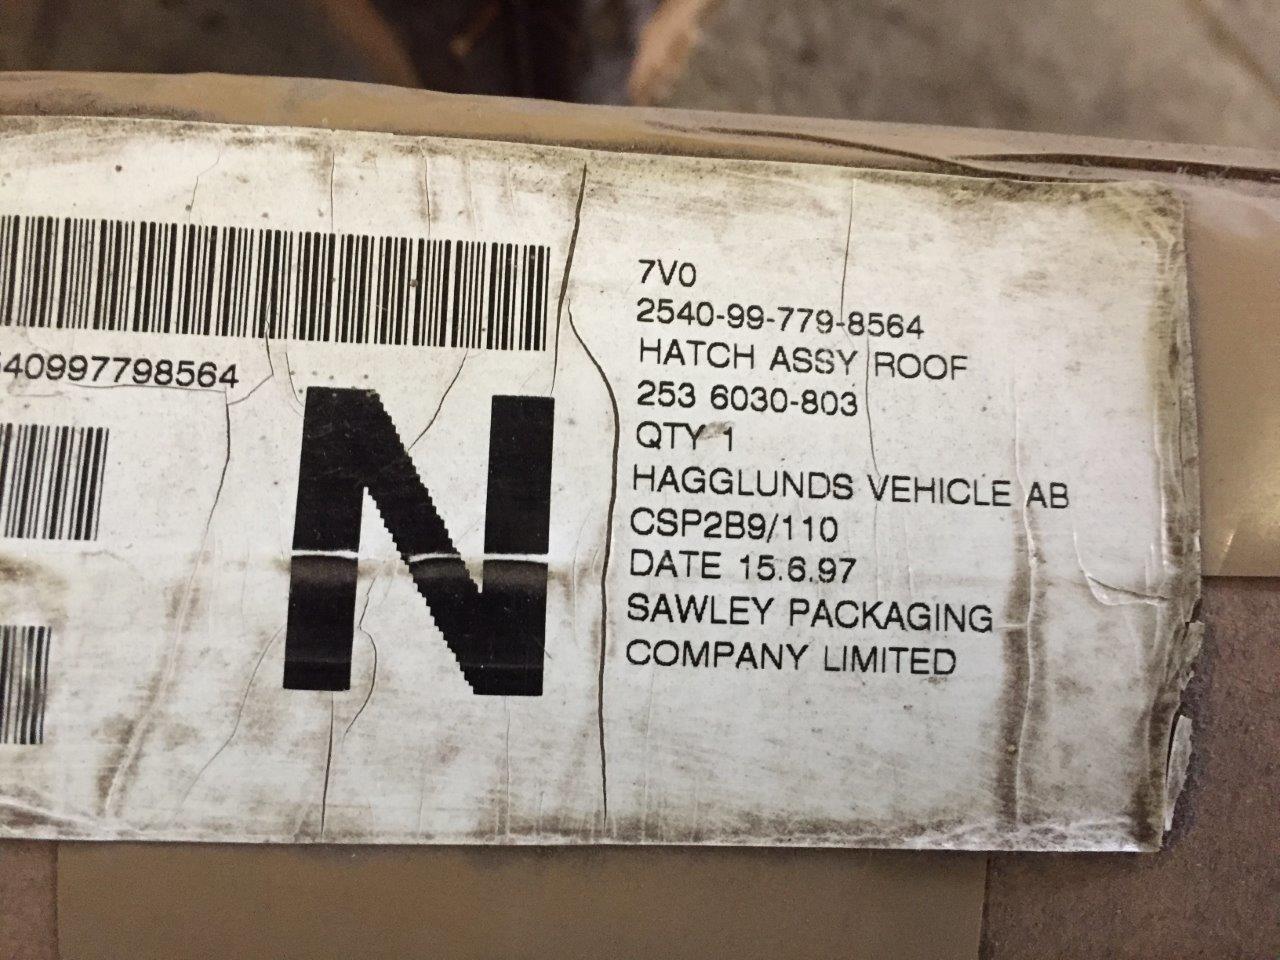 40997798564
N
7V0
2540-99-779-8564
HATCH ASSY ROOF
253 6030-803
QTY 1
HAGGLUNDS VEHICLE AB
CSP2B9/110
DATE 15.6.97
SAWLEY PACKAGING
COMPANY LIMITED